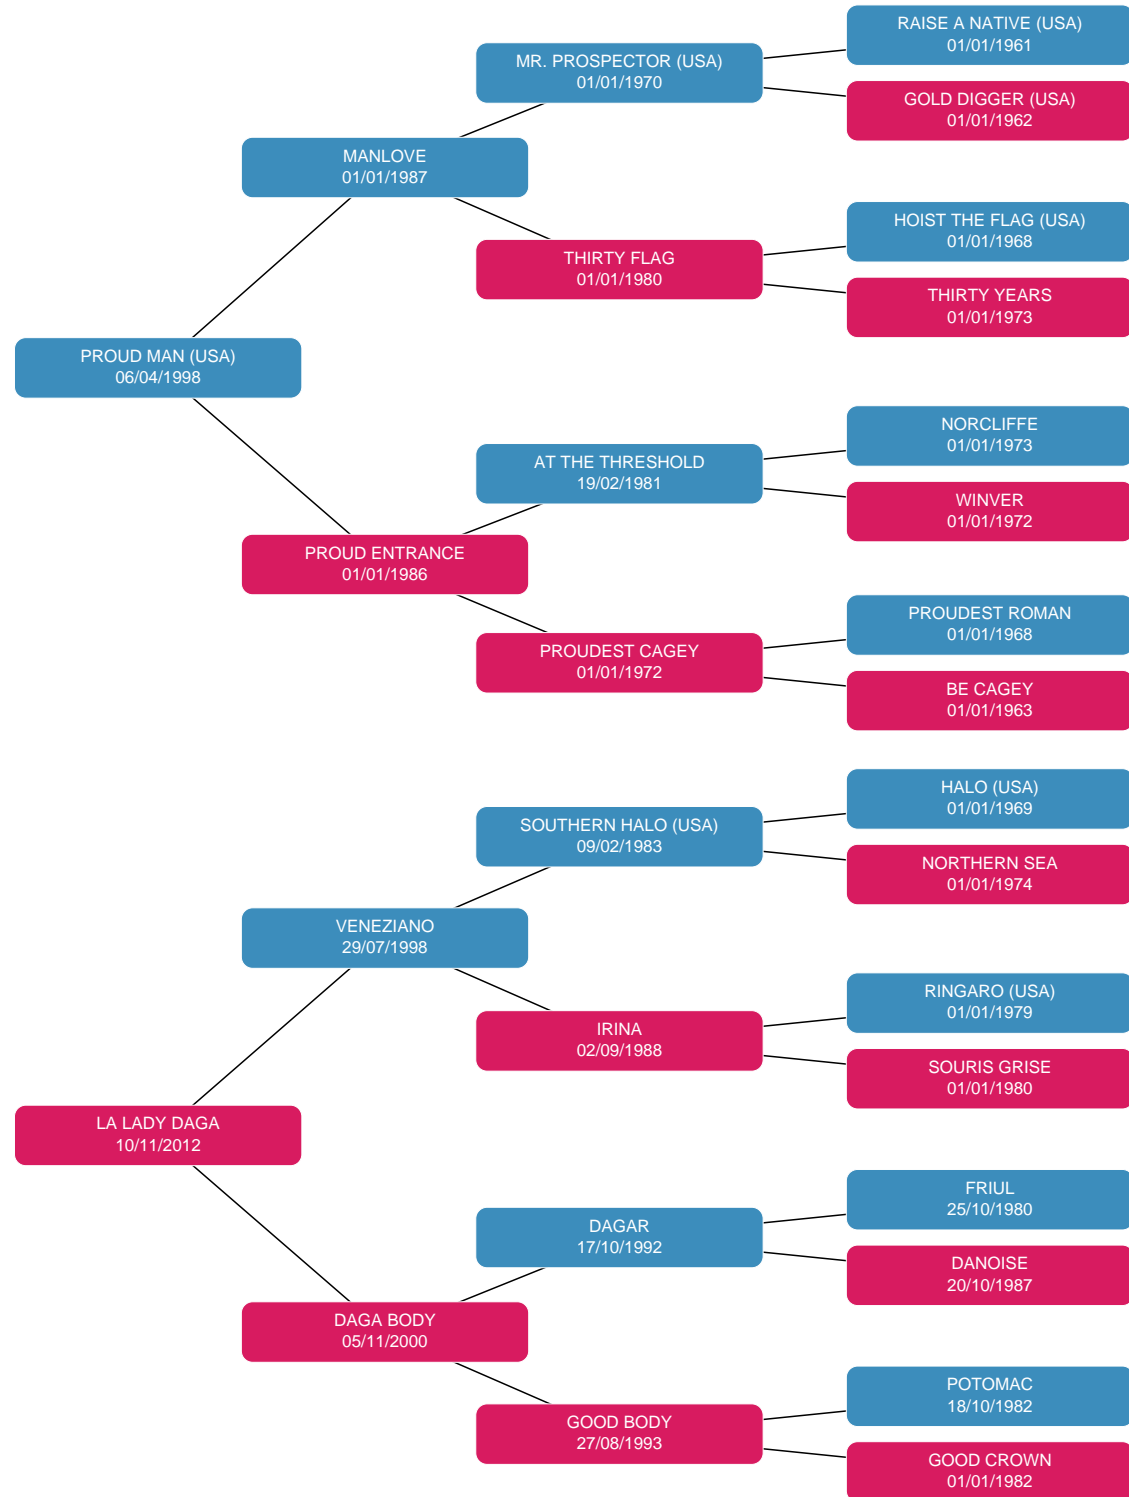 RAISE A NATIVE (USA)
01/01/1961
MR. PROSPECTOR (USA)
01/01/1970
GOLD DIGGER (USA)
01/01/1962
MANLOVE
01/01/1987
HOIST THE FLAG (USA)
01/01/1968
THIRTY FLAG
01/01/1980
THIRTY YEARS
01/01/1973
PROUD MAN (USA)
06/04/1998
NORCLIFFE
01/01/1973
AT THE THRESHOLD
19/02/1981
WINVER
01/01/1972
PROUD ENTRANCE
01/01/1986
PROUDEST ROMAN
01/01/1968
PROUDEST CAGEY
01/01/1972
BE CAGEY
01/01/1963
HALO (USA)
01/01/1969
SOUTHERN HALO (USA)
09/02/1983
NORTHERN SEA
01/01/1974
VENEZIANO
29/07/1998
RINGARO (USA)
01/01/1979
IRINA
02/09/1988
SOURIS GRISE
01/01/1980
LA LADY DAGA
10/11/2012
FRIUL
25/10/1980
DAGAR
17/10/1992
DANOISE
20/10/1987
DAGA BODY
05/11/2000
POTOMAC
18/10/1982
GOOD BODY
27/08/1993
GOOD CROWN
01/01/1982